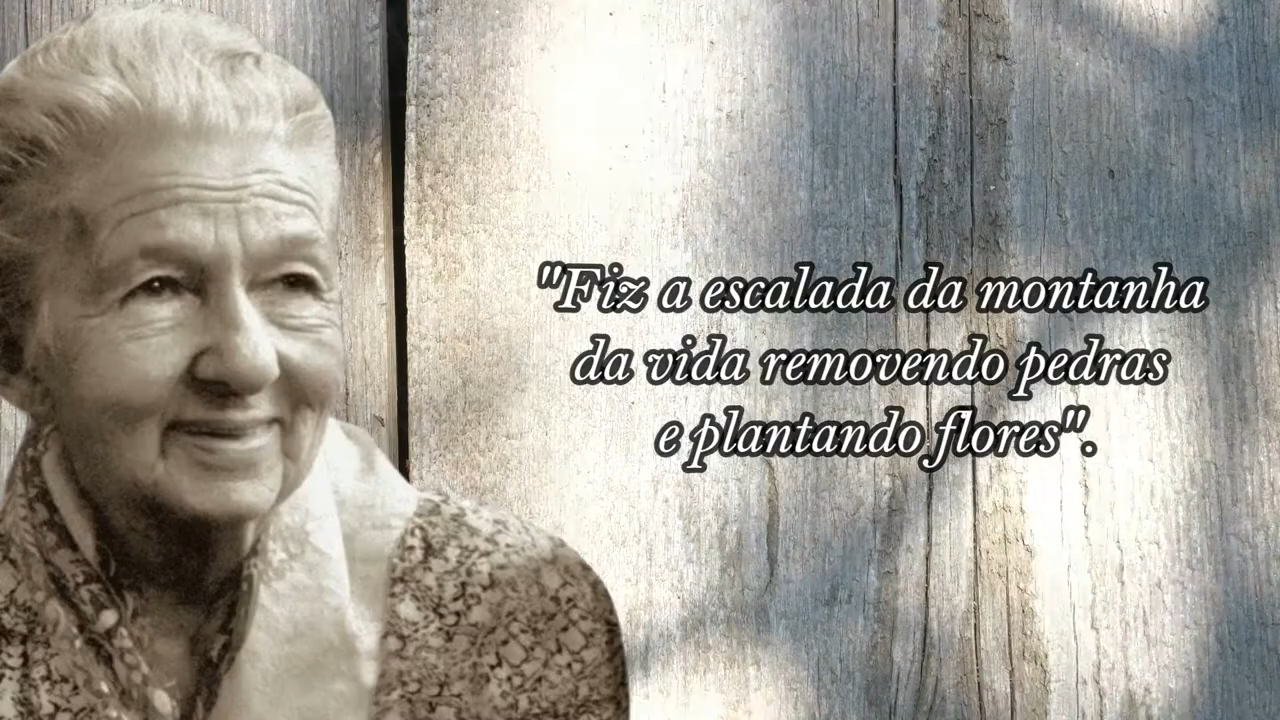 "Fiz a escalada da montanha
da vida removendo pedras
e plantando flores".